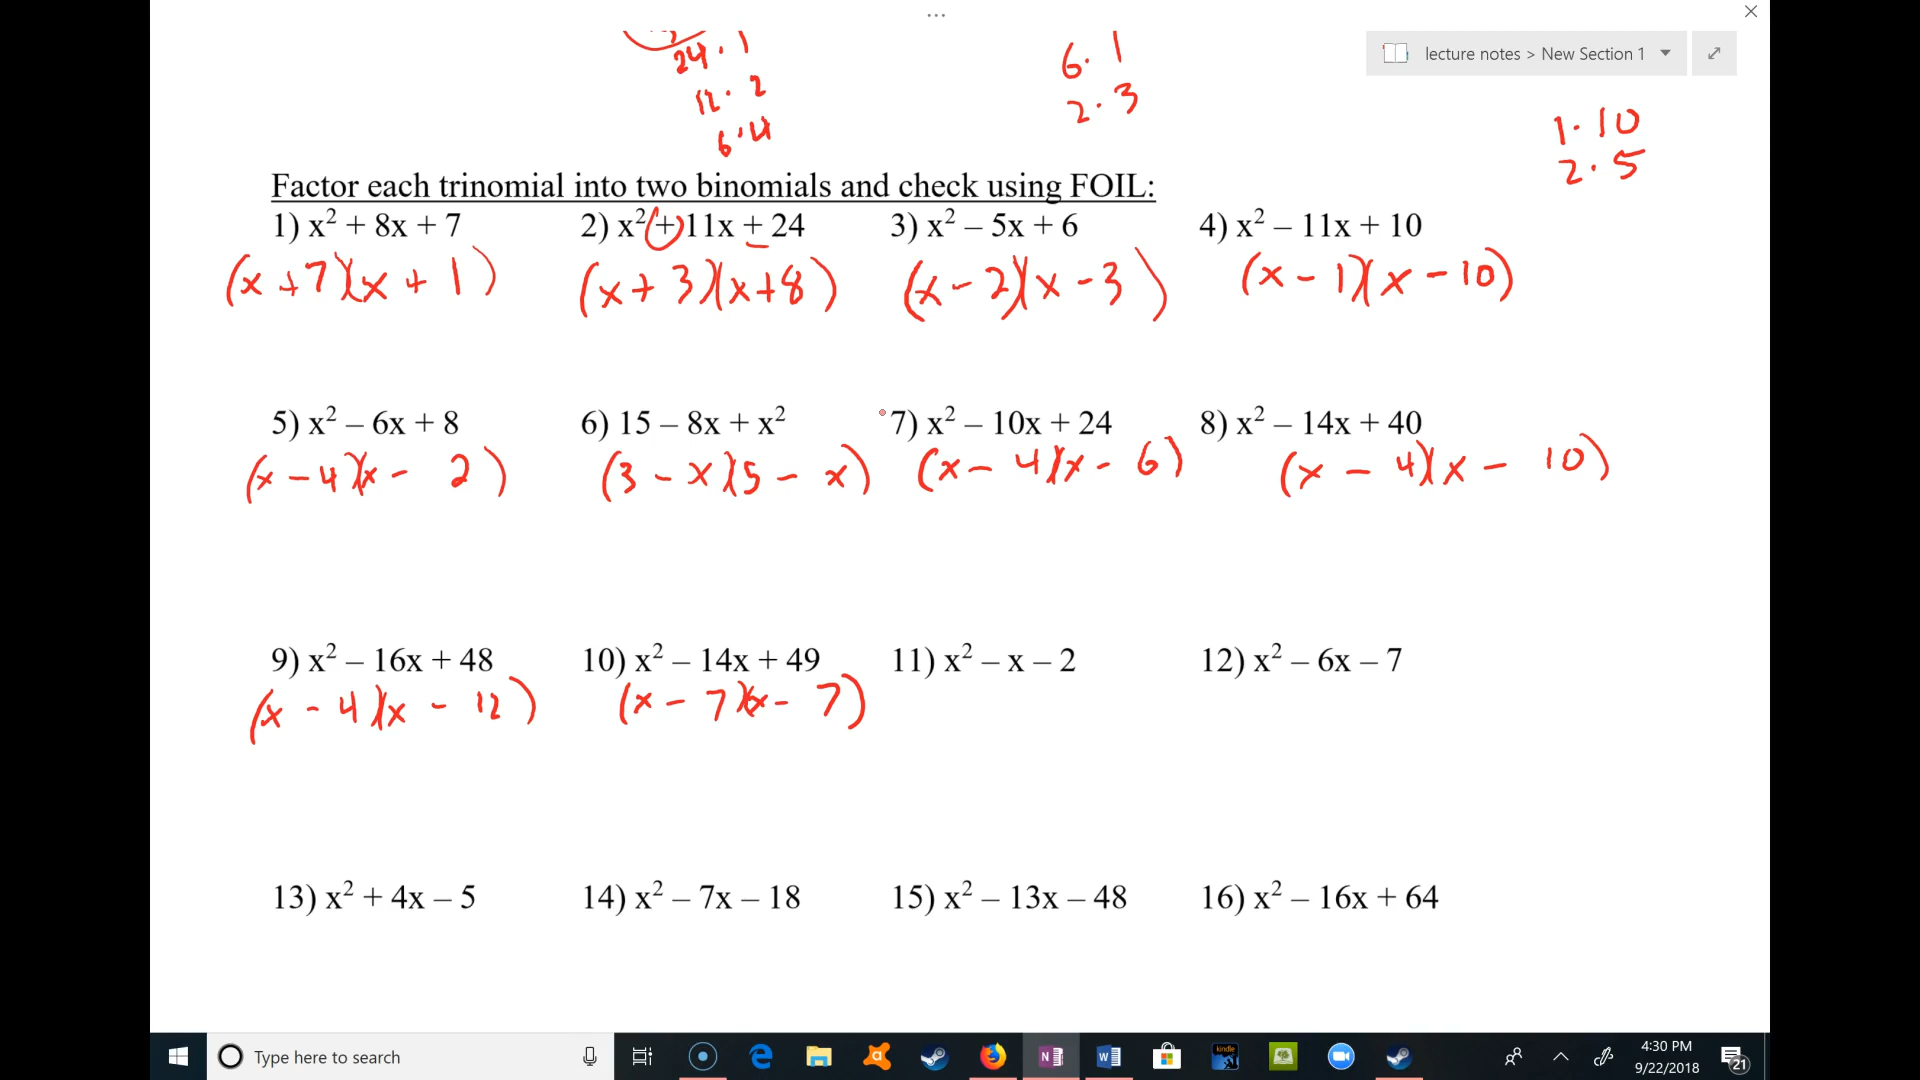 ...
lecture notes > New Section 1
24 · 1
12 · 2
6 · 4
6 · 1
2 · 3
1 · 10
2 · 5
Factor each trinomial into two binomials and check using FOIL:
1) x² + 8x + 7 2) x² + 11x + 24 3) x² – 5x + 6 4) x² – 11x + 10
(x + 7)(x + 1) (x + 3)(x + 8) (x – 2)(x – 3) (x – 1)(x – 10)
5) x² – 6x + 8 6) 15 – 8x + x² 7) x² – 10x + 24 8) x² – 14x + 40
(x – 4)(x – 2) (3 – x)(5 – x) (x – 4)(x – 6) (x – 4)(x – 10)
9) x² – 16x + 48 10) x² – 14x + 49 11) x² – x – 2 12) x² – 6x – 7
(x – 4)(x – 12) (x – 7)(x – 7)
13) x² + 4x – 5 14) x² – 7x – 18 15) x² – 13x – 48 16) x² – 16x + 64
Type here to search
kindle
4:30 PM
9/22/2018
21